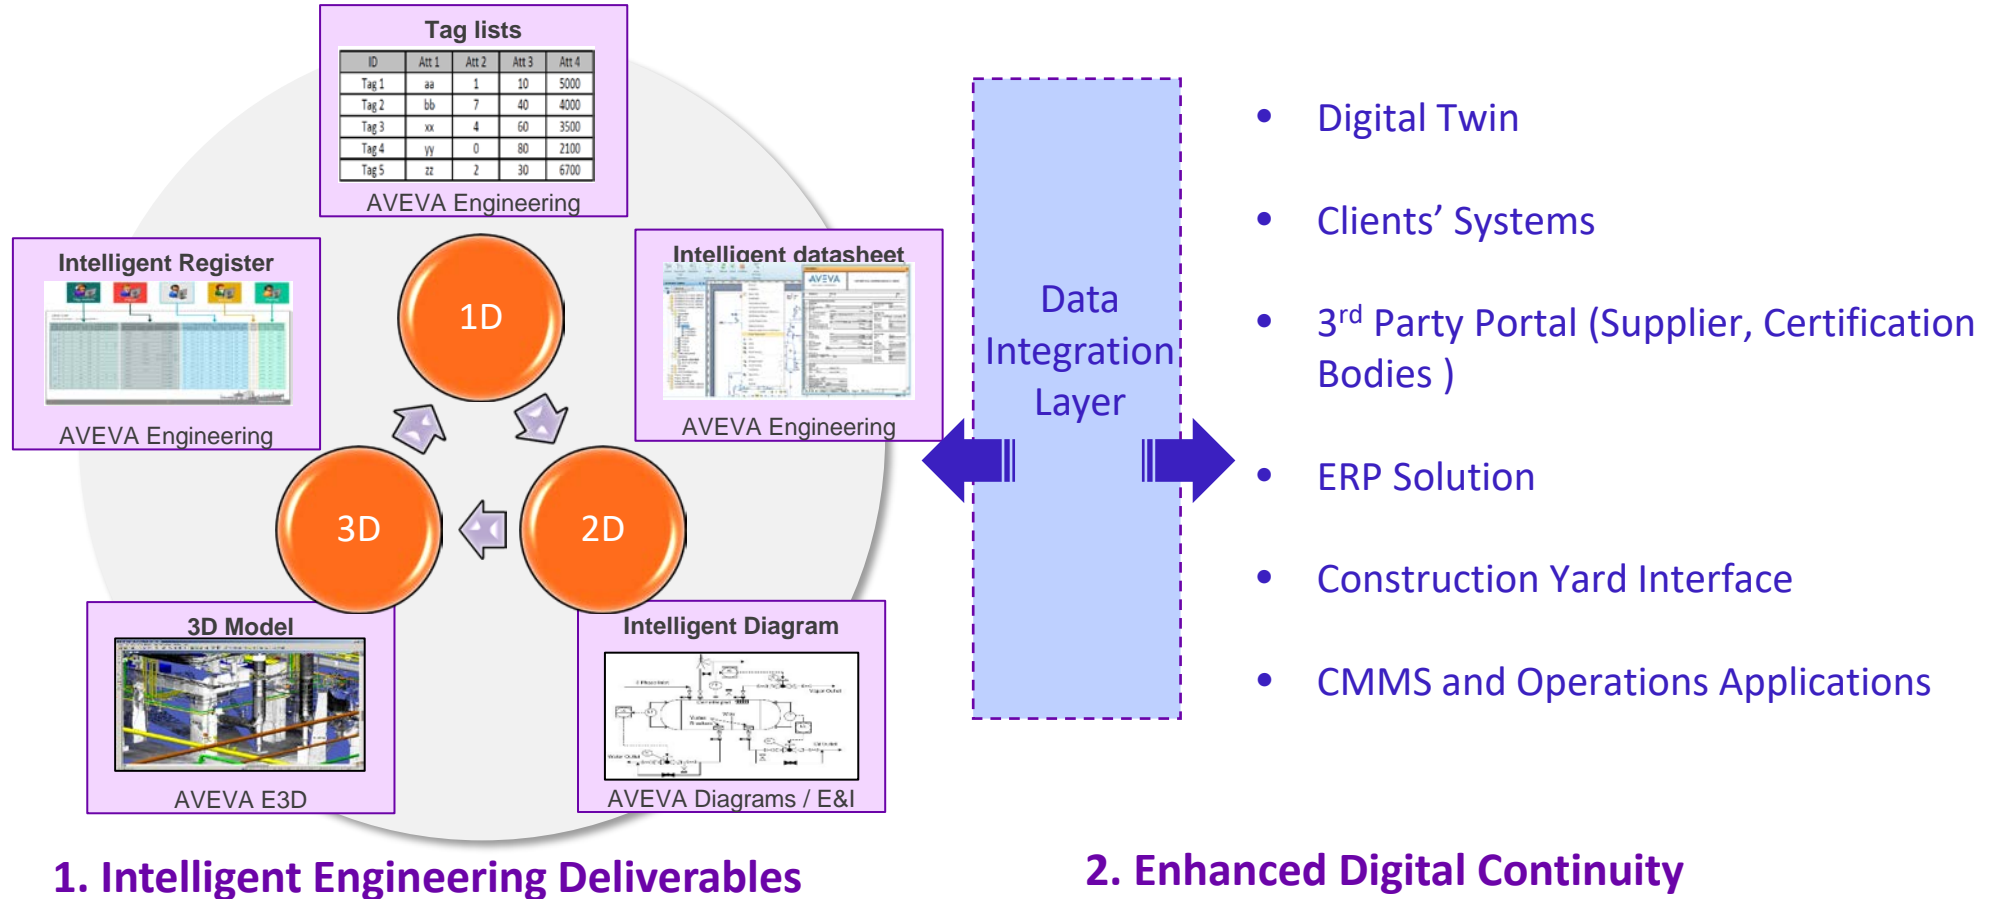 Tag lists
ID Att 1 Att 2 Att 3 Att 4
Tag 1 aa 1 10 5000
Tag 2 bb 7 40 4000
Tag 3 xx 4 60 3500
Tag 4 yy 0 80 2100
Tag 5 zz 2 30 6700
AVEVA Engineering
Intelligent Register
AVEVA Engineering
Intelligent datasheet
AVEVA
AVEVA Engineering
1D
2D
3D
3D Model
AVEVA E3D
Intelligent Diagram
Vapor Outlet
Water Outlet
AVEVA Diagrams / E&I
1. Intelligent Engineering Deliverables
Data
Integration
Layer
• Digital Twin
• Clients’ Systems
• 3rd Party Portal (Supplier, Certification
Bodies )
• ERP Solution
• Construction Yard Interface
• CMMS and Operations Applications
2. Enhanced Digital Continuity